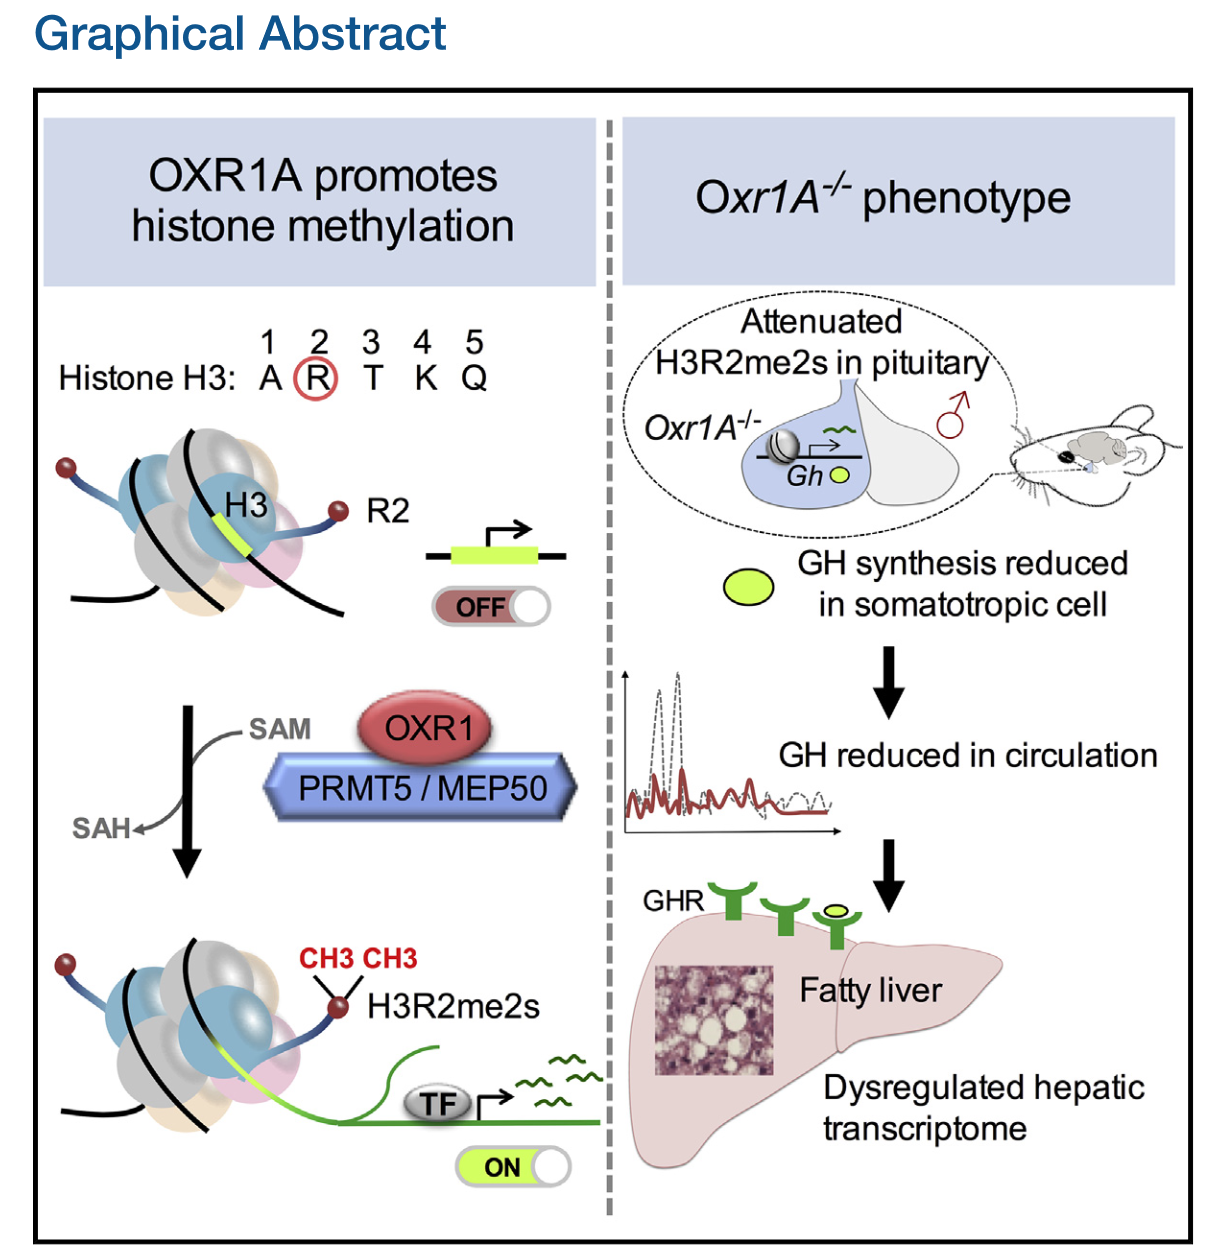 Graphical Abstract
OXR1A promotes
histone methylation
1 2 3 4 5
Histone H3: A R T K Q
H3
R2
OFF
SAM
OXR1
PRMT5 / MEP50
SAH
CH3 CH3
H3R2me2s
TF
ON
Oxr1A-/- phenotype
Attenuated
H3R2me2s in pituitary
Oxr1A-/-
♂
Gh
GH synthesis reduced
in somatotropic cell
GH reduced in circulation
GHR
Fatty liver
Dysregulated hepatic
transcriptome